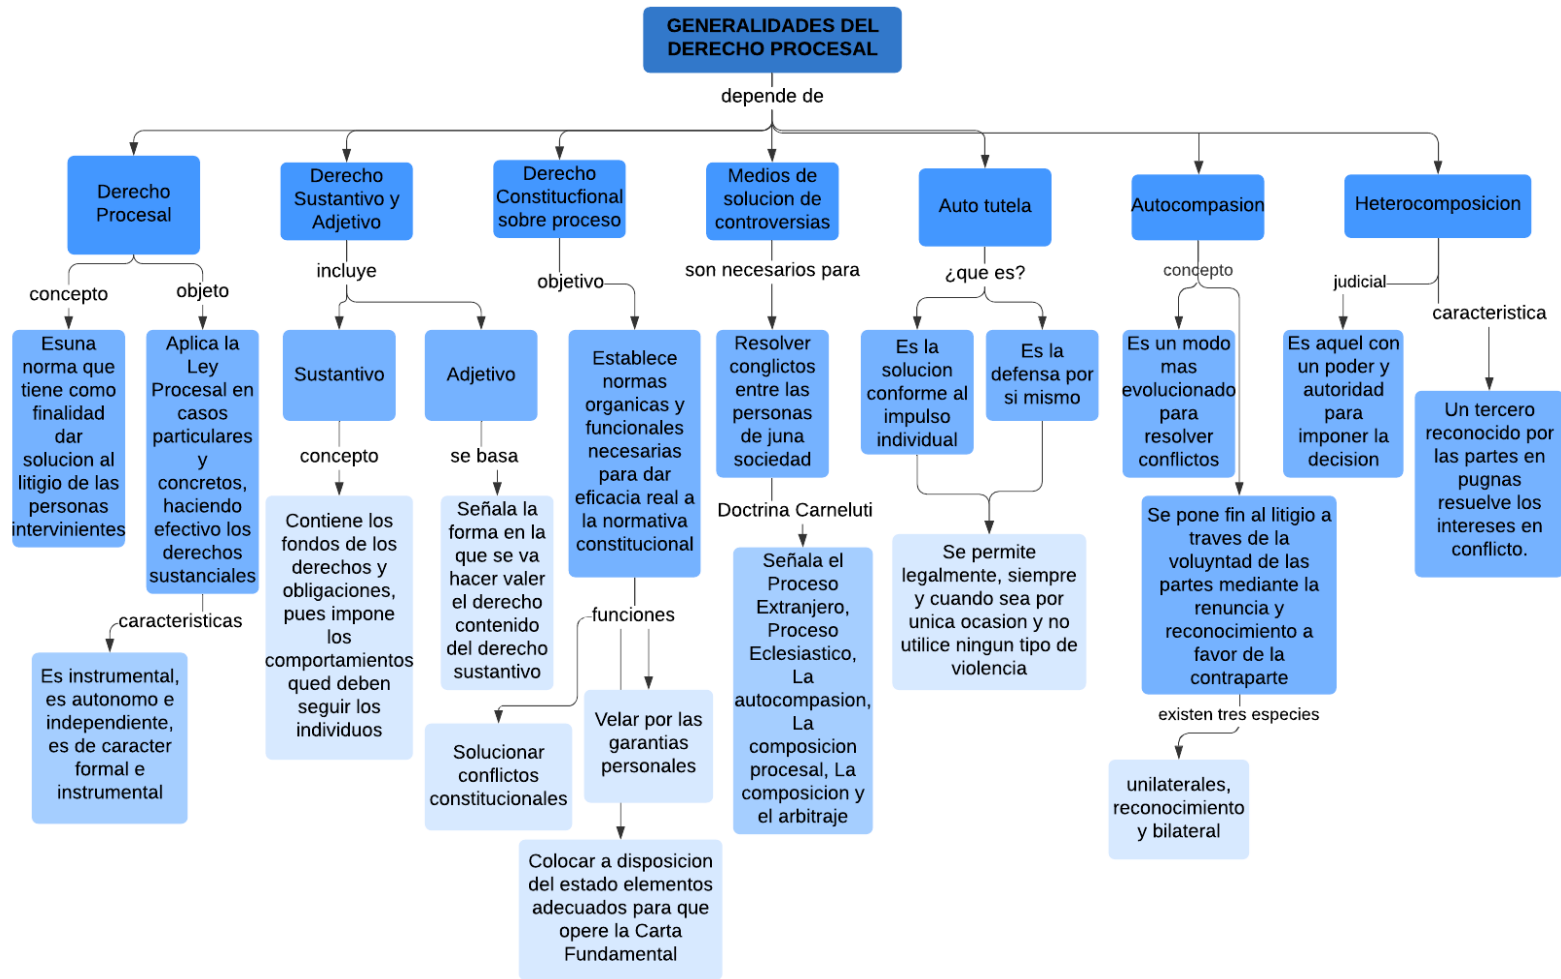 GENERALIDADES DEL
DERECHO PROCESAL
depende de
Derecho
Procesal
concepto
Esuna
norma que
tiene como
finalidad
dar
solucion al
litigio de las
personas
intervinientes
objeto
Aplica la
Ley
Procesal en
casos
particulares
y
concretos,
haciendo
efectivo los
derechos
sustanciales
caracteristicas
Es instrumental,
es autonomo e
independiente,
es de caracter
formal e
instrumental
Derecho
Sustantivo y
Adjetivo
incluye
Sustantivo
concepto
Contiene los
fondos de los
derechos y
obligaciones,
pues impone
los
comportamientos
qued deben
seguir los
individuos
Adjetivo
se basa
Señala la
forma en la
que se va
hacer valer
el derecho
contenido
del derecho
sustantivo
Derecho
Constitucfional
sobre proceso
objetivo
Establece
normas
organicas y
funcionales
necesarias
para dar
eficacia real a
la normativa
constitucional
funciones
Solucionar
conflictos
constitucionales
Velar por las
garantias
personales
Colocar a disposicion
del estado elementos
adecuados para que
opere la Carta
Fundamental
Medios de
solucion de
controversias
son necesarios para
Resolver
conglictos
entre las
personas
de juna
sociedad
Doctrina Carneluti
Señala el
Proceso
Extranjero,
Proceso
Eclesiastico,
La
autocompasion,
La
composicion
procesal, La
composicion y
el arbitraje
Auto tutela
¿que es?
Es la
solucion
conforme al
impulso
individual
Es la
defensa por
si mismo
Se permite
legalmente, siempre
y cuando sea por
unica ocasion y no
utilice ningun tipo de
violencia
Autocompasion
concepto
Es un modo
mas
evolucionado
para
resolver
conflictos
Se pone fin al litigio a
traves de la
voluyntad de las
partes mediante la
renuncia y
reconocimiento a
favor de la
contraparte
existen tres especies
unilaterales,
reconocimiento
y bilateral
Heterocomposicion
judicial
Es aquel con
un poder y
autoridad
para
imponer la
decision
caracteristica
Un tercero
reconocido por
las partes en
pugnas
resuelve los
intereses en
conflicto.